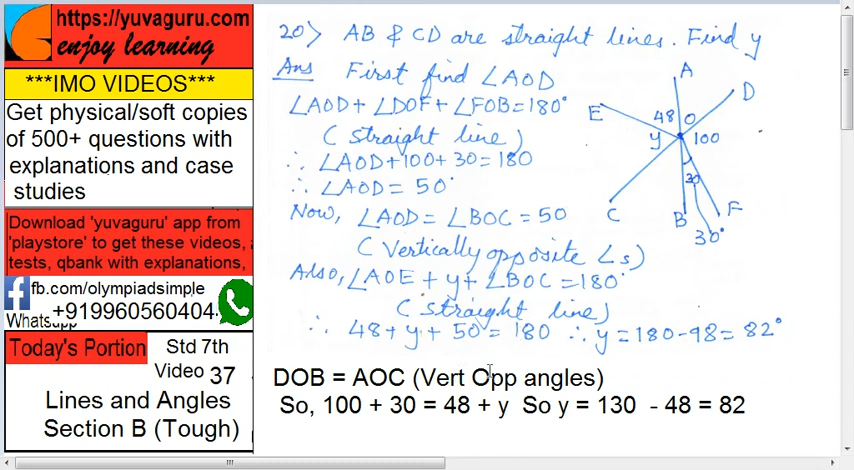 https://yuvaguru.com
enjoy learning
***IMO VIDEOS***
Get physical/soft copies
of 500+ questions with
explanations and case
studies
Download 'yuvaguru' app from
'playstore' to get these videos,
tests, qbank with explanations,
fb.com/olympiadsimple
+919960560404
Whatsapp
Today's Portion
Std 7th
Video 37
Lines and Angles
Section B (Tough)
20> AB & CD are straight lines. Find y
Ans First find ∠AOD
∠AOD + ∠DOF + ∠FOB = 180°
(straight line)
∴ ∠AOD + 100 + 30 = 180
∴ ∠AOD = 50°
Now, ∠AOD = ∠BOC = 50
(Vertically opposite ∠s)
Also, ∠AOE + y + ∠BOC = 180°
(straight line)
∴ 48 + y + 50 = 180 ∴ y = 180 - 98 = 82°
A
D
E
48 O
y 100
30
C
B
F
30°
DOB = AOC (Vert Opp angles)
So, 100 + 30 = 48 + y So y = 130 - 48 = 82